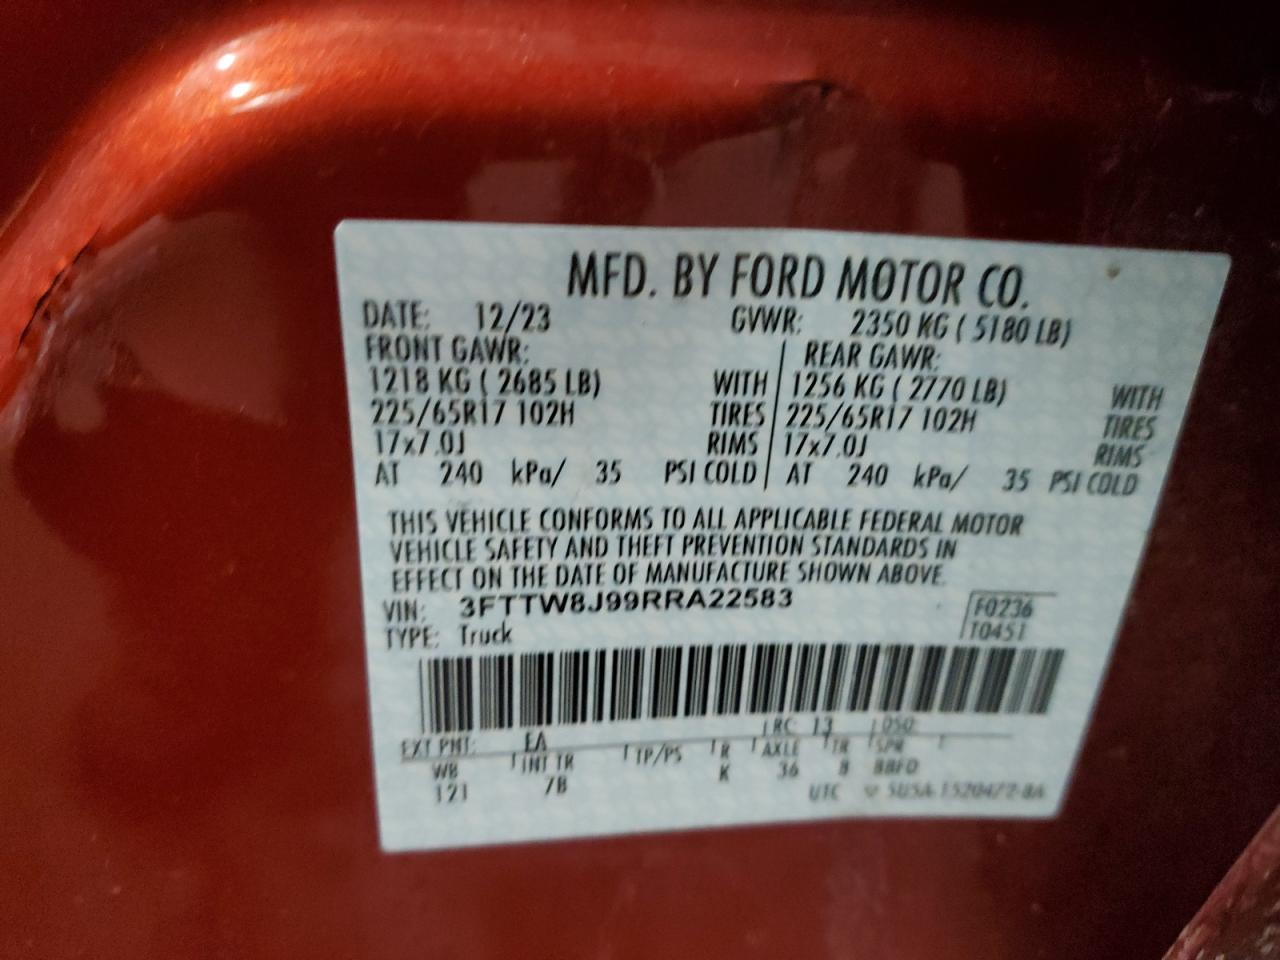 MFD. BY FORD MOTOR CO.
DATE: 12/23 GVWR: 2350 KG ( 5180 LB)
FRONT GAWR: REAR GAWR:
1218 KG ( 2685 LB) WITH 1256 KG ( 2770 LB) WITH
225/65R17 102H TIRES 225/65R17 102H TIRES
17x7.0J RIMS 17x7.0J RIMS
AT 240 kPa/ 35 PSI COLD AT 240 kPa/ 35 PSI COLD
THIS VEHICLE CONFORMS TO ALL APPLICABLE FEDERAL MOTOR
VEHICLE SAFETY AND THEFT PREVENTION STANDARDS IN
EFFECT ON THE DATE OF MANUFACTURE SHOWN ABOVE.
VIN: 3FTTW8J99RRA22583 F0236
TYPE: Truck T0451
RC: 13 DSO:
EXT PNT: EA
WB INT TR TP/PS R AXLE TR SPR
121 7B K 36 8 BBFD
UTC